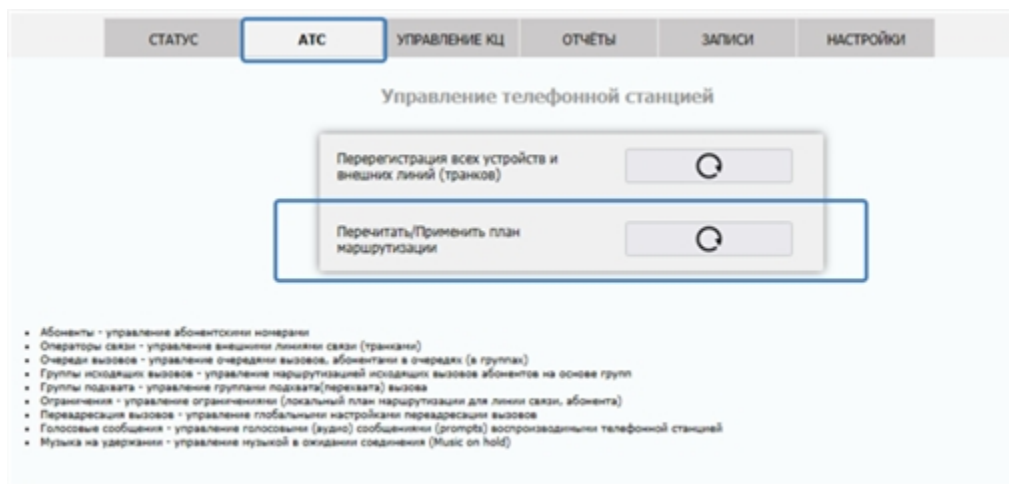 СТАТУС
АТС
УПРАВЛЕНИЕ КЦ
ОТЧЁТЫ
ЗАПИСИ
НАСТРОЙКИ
Управление телефонной станцией
Перерегистрация всех устройств и
внешних линий (транков)
Перечитать/Применить план
маршрутизации
Абоненты - управление абонентскими номерами
Операторы связи - управление внешними линиями связи (транками)
Очереди вызовов - управление очередями вызовов, абонентами в очередях (в группах)
Группы исходящих вызовов - управление маршрутизацией исходящих вызовов абонентов на основе групп
Группы подхвата - управление группами подхвата(перехвата) вызова
Ограничения - управление ограничениями (локальный план маршрутизации для линии связи, абонента)
Переадресация вызовов - управление глобальными настройками переадресации вызовов
Голосовые сообщения - управление голосовыми (аудио) сообщениями (prompts) воспроизводимыми телефонной станцией
Музыка на удержании - управление музыкой в ожидании соединения (Music on hold)